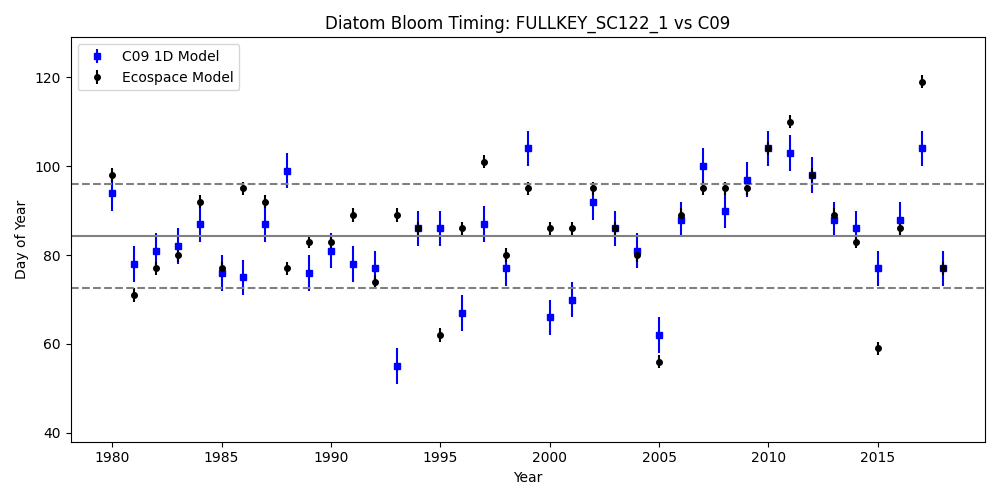 Diatom Bloom Timing: FULLKEY_SC122_1 vs C09
C09 1D Model
Ecospace Model
Day of Year
120
100
80
60
40
1980 1985 1990 1995 2000 2005 2010 2015
Year